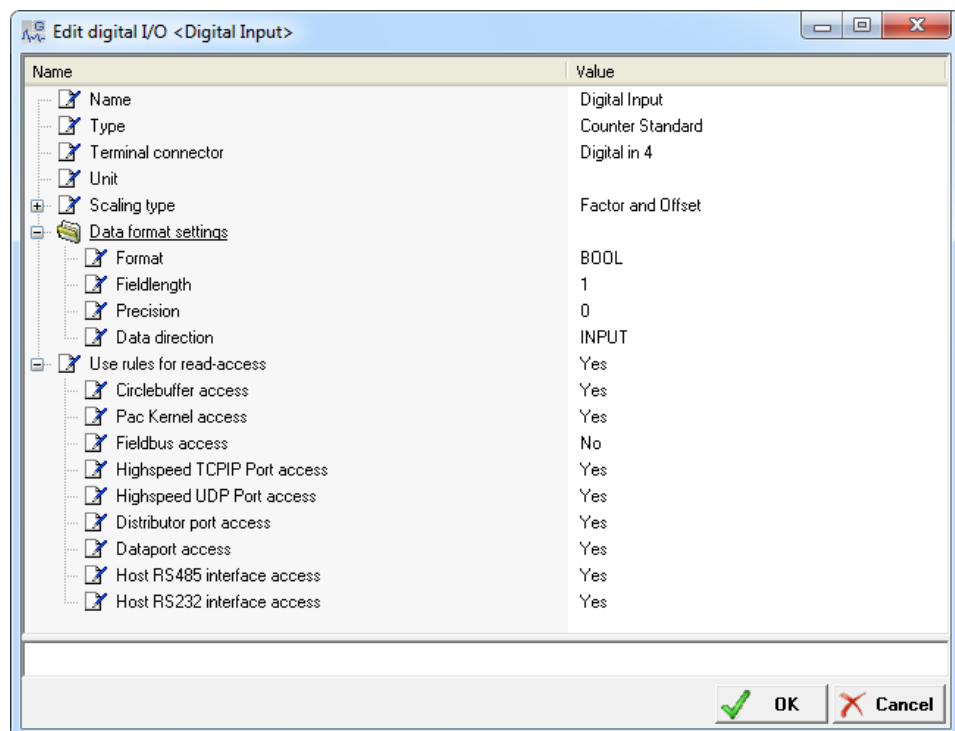 Edit digital I/O <Digital Input>
Name Value
Name Digital Input
Type Counter Standard
Terminal connector Digital in 4
Unit
Scaling type Factor and Offset
Data format settings
Format BOOL
Fieldlength 1
Precision 0
Data direction INPUT
Use rules for read-access Yes
Circlebuffer access Yes
Pac Kernel access Yes
Fieldbus access No
Highspeed TCPIP Port access Yes
Highspeed UDP Port access Yes
Distributor port access Yes
Dataport access Yes
Host RS485 interface access Yes
Host RS232 interface access Yes
OK Cancel